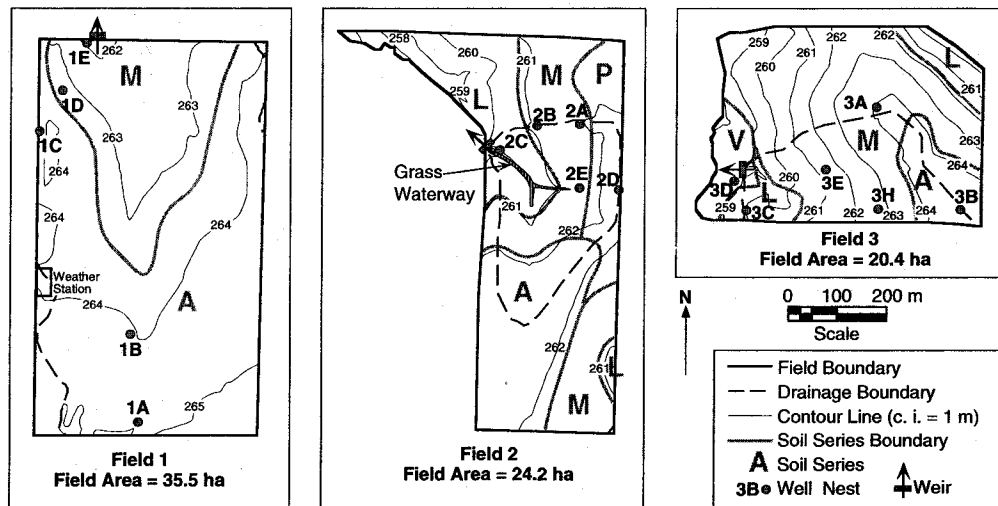 262
1E
M
1D
263
263
1C
264
264
264
Weather
Station
264
A
1B
265
1A
Field 1
Field Area = 35.5 ha
258
260
261
M
P
259
L
2B
2A
2C
Grass
Waterway
2E
2D
261
262
A
262
261
L
M
Field 2
Field Area = 24.2 ha
259
262
262
261
260
L
261
262
3A
V
M
264
260
3E
A
3D
L
259
3C
261
262
3H
263
264
3B
Field 3
Field Area = 20.4 ha
N
0 100 200 m
Scale
Field Boundary
Drainage Boundary
Contour Line (c. i. = 1 m)
Soil Series Boundary
A Soil Series
3B Well Nest Weir